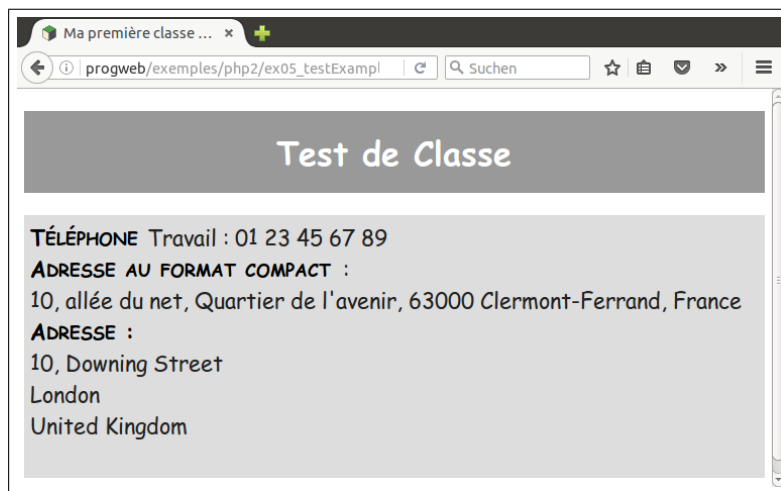 Ma première classe ...
progweb/exemples/php2/ex05_testExampl
Suchen
Test de Classe
TÉLÉPHONE Travail : 01 23 45 67 89
ADRESSE AU FORMAT COMPACT :
10, allée du net, Quartier de l'avenir, 63000 Clermont-Ferrand, France
ADRESSE :
10, Downing Street
London
United Kingdom